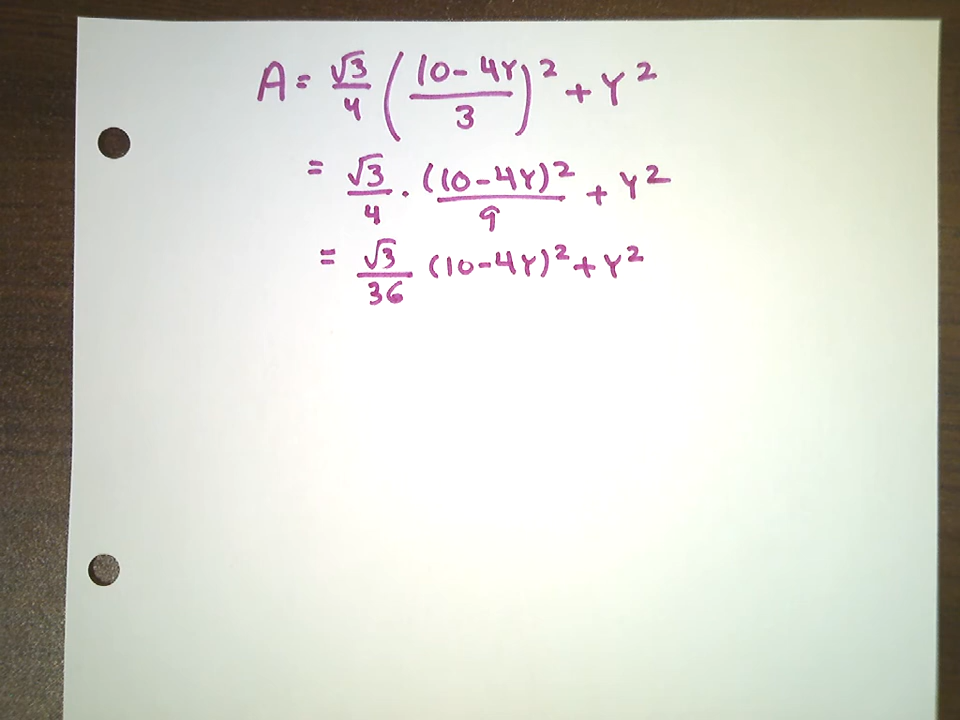 A = √3/4 ((10-4Y)/3)² + Y²
= √3/4 · (10-4Y)²/9 + Y²
= √3/36 (10-4Y)² + Y²